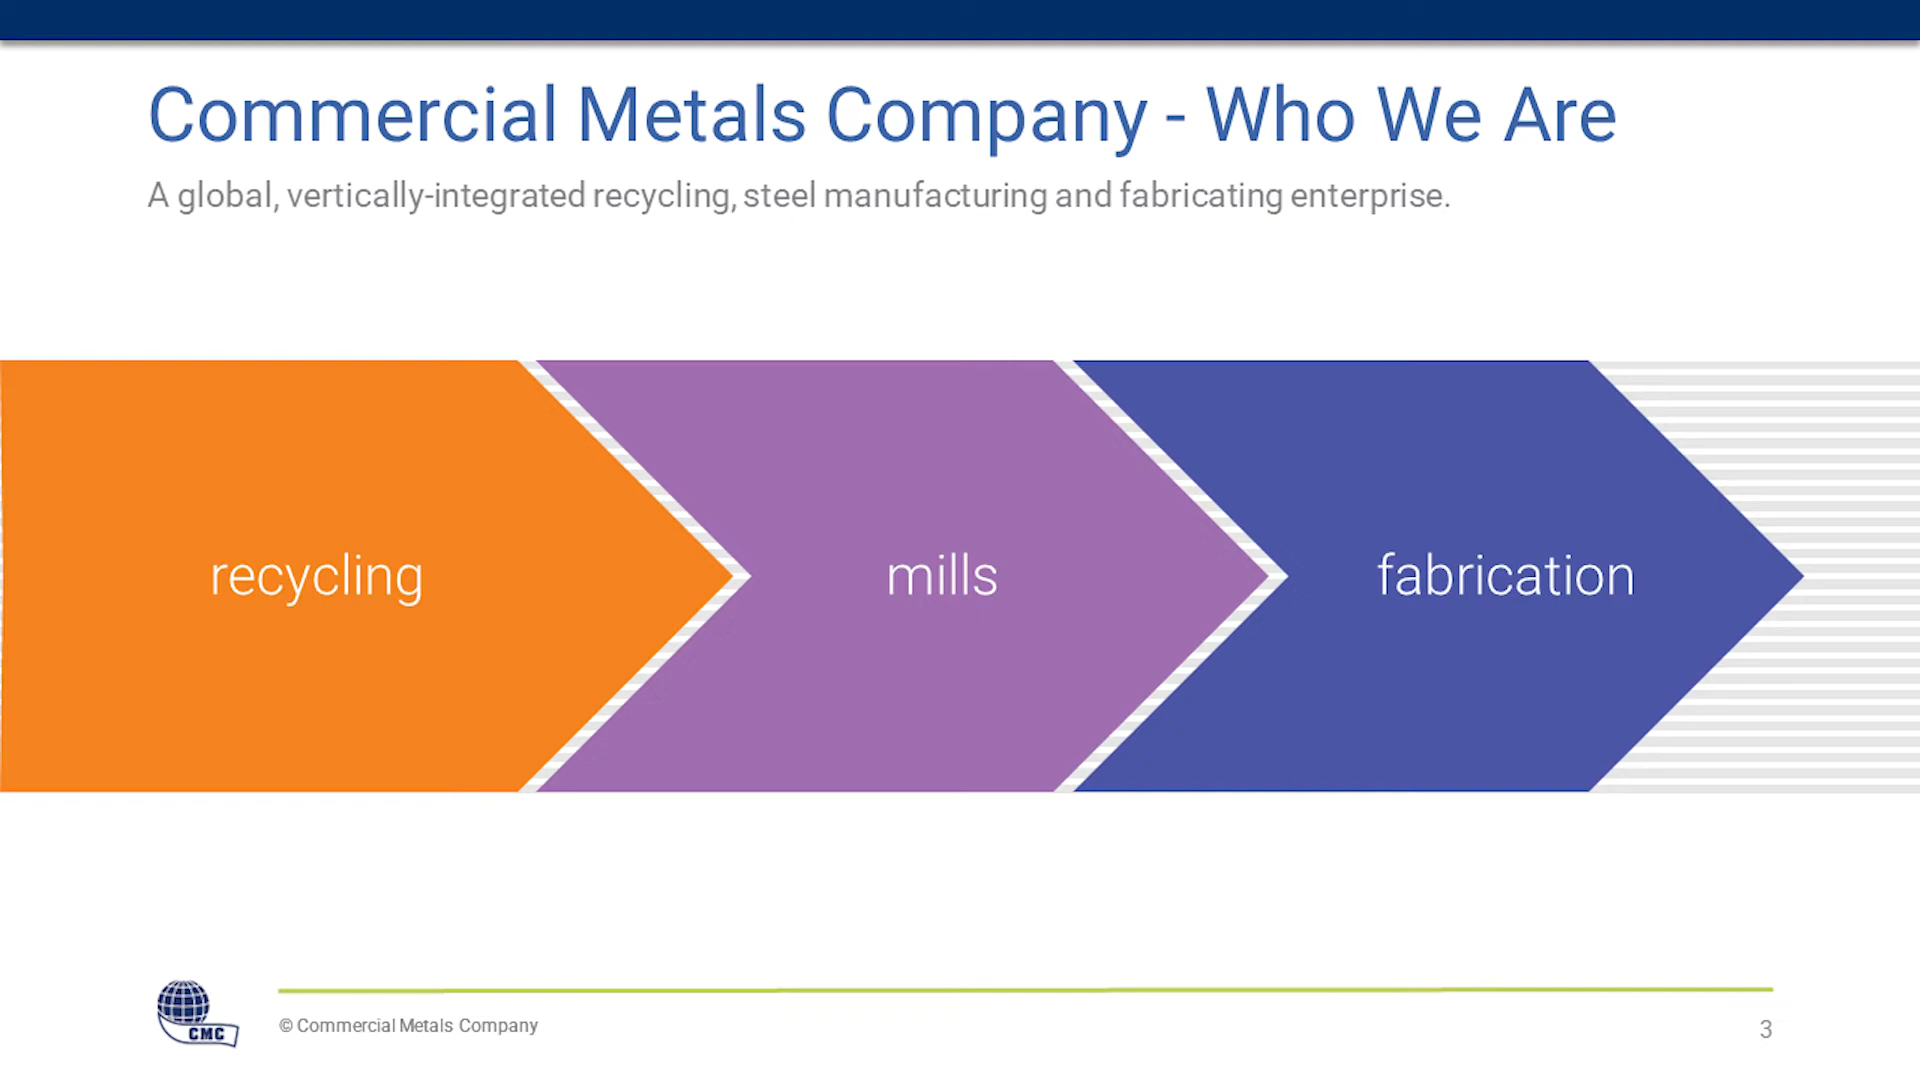 Commercial Metals Company - Who We Are
A global, vertically-integrated recycling, steel manufacturing and fabricating enterprise.
recycling
mills
fabrication
CMC
© Commercial Metals Company
3